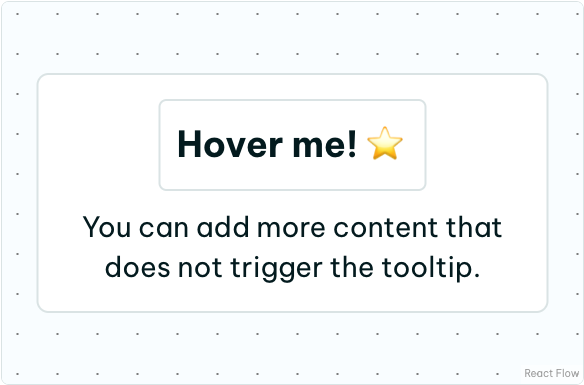 Hover me! ⭐
You can add more content that
does not trigger the tooltip.
React Flow